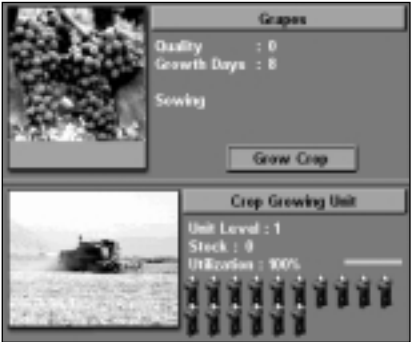 Grapes
Quality : 0
Growth Days : 8
Sowing
Grow Crop
Crop Growing Unit
Unit Level : 1
Stock : 0
Utilization : 100%